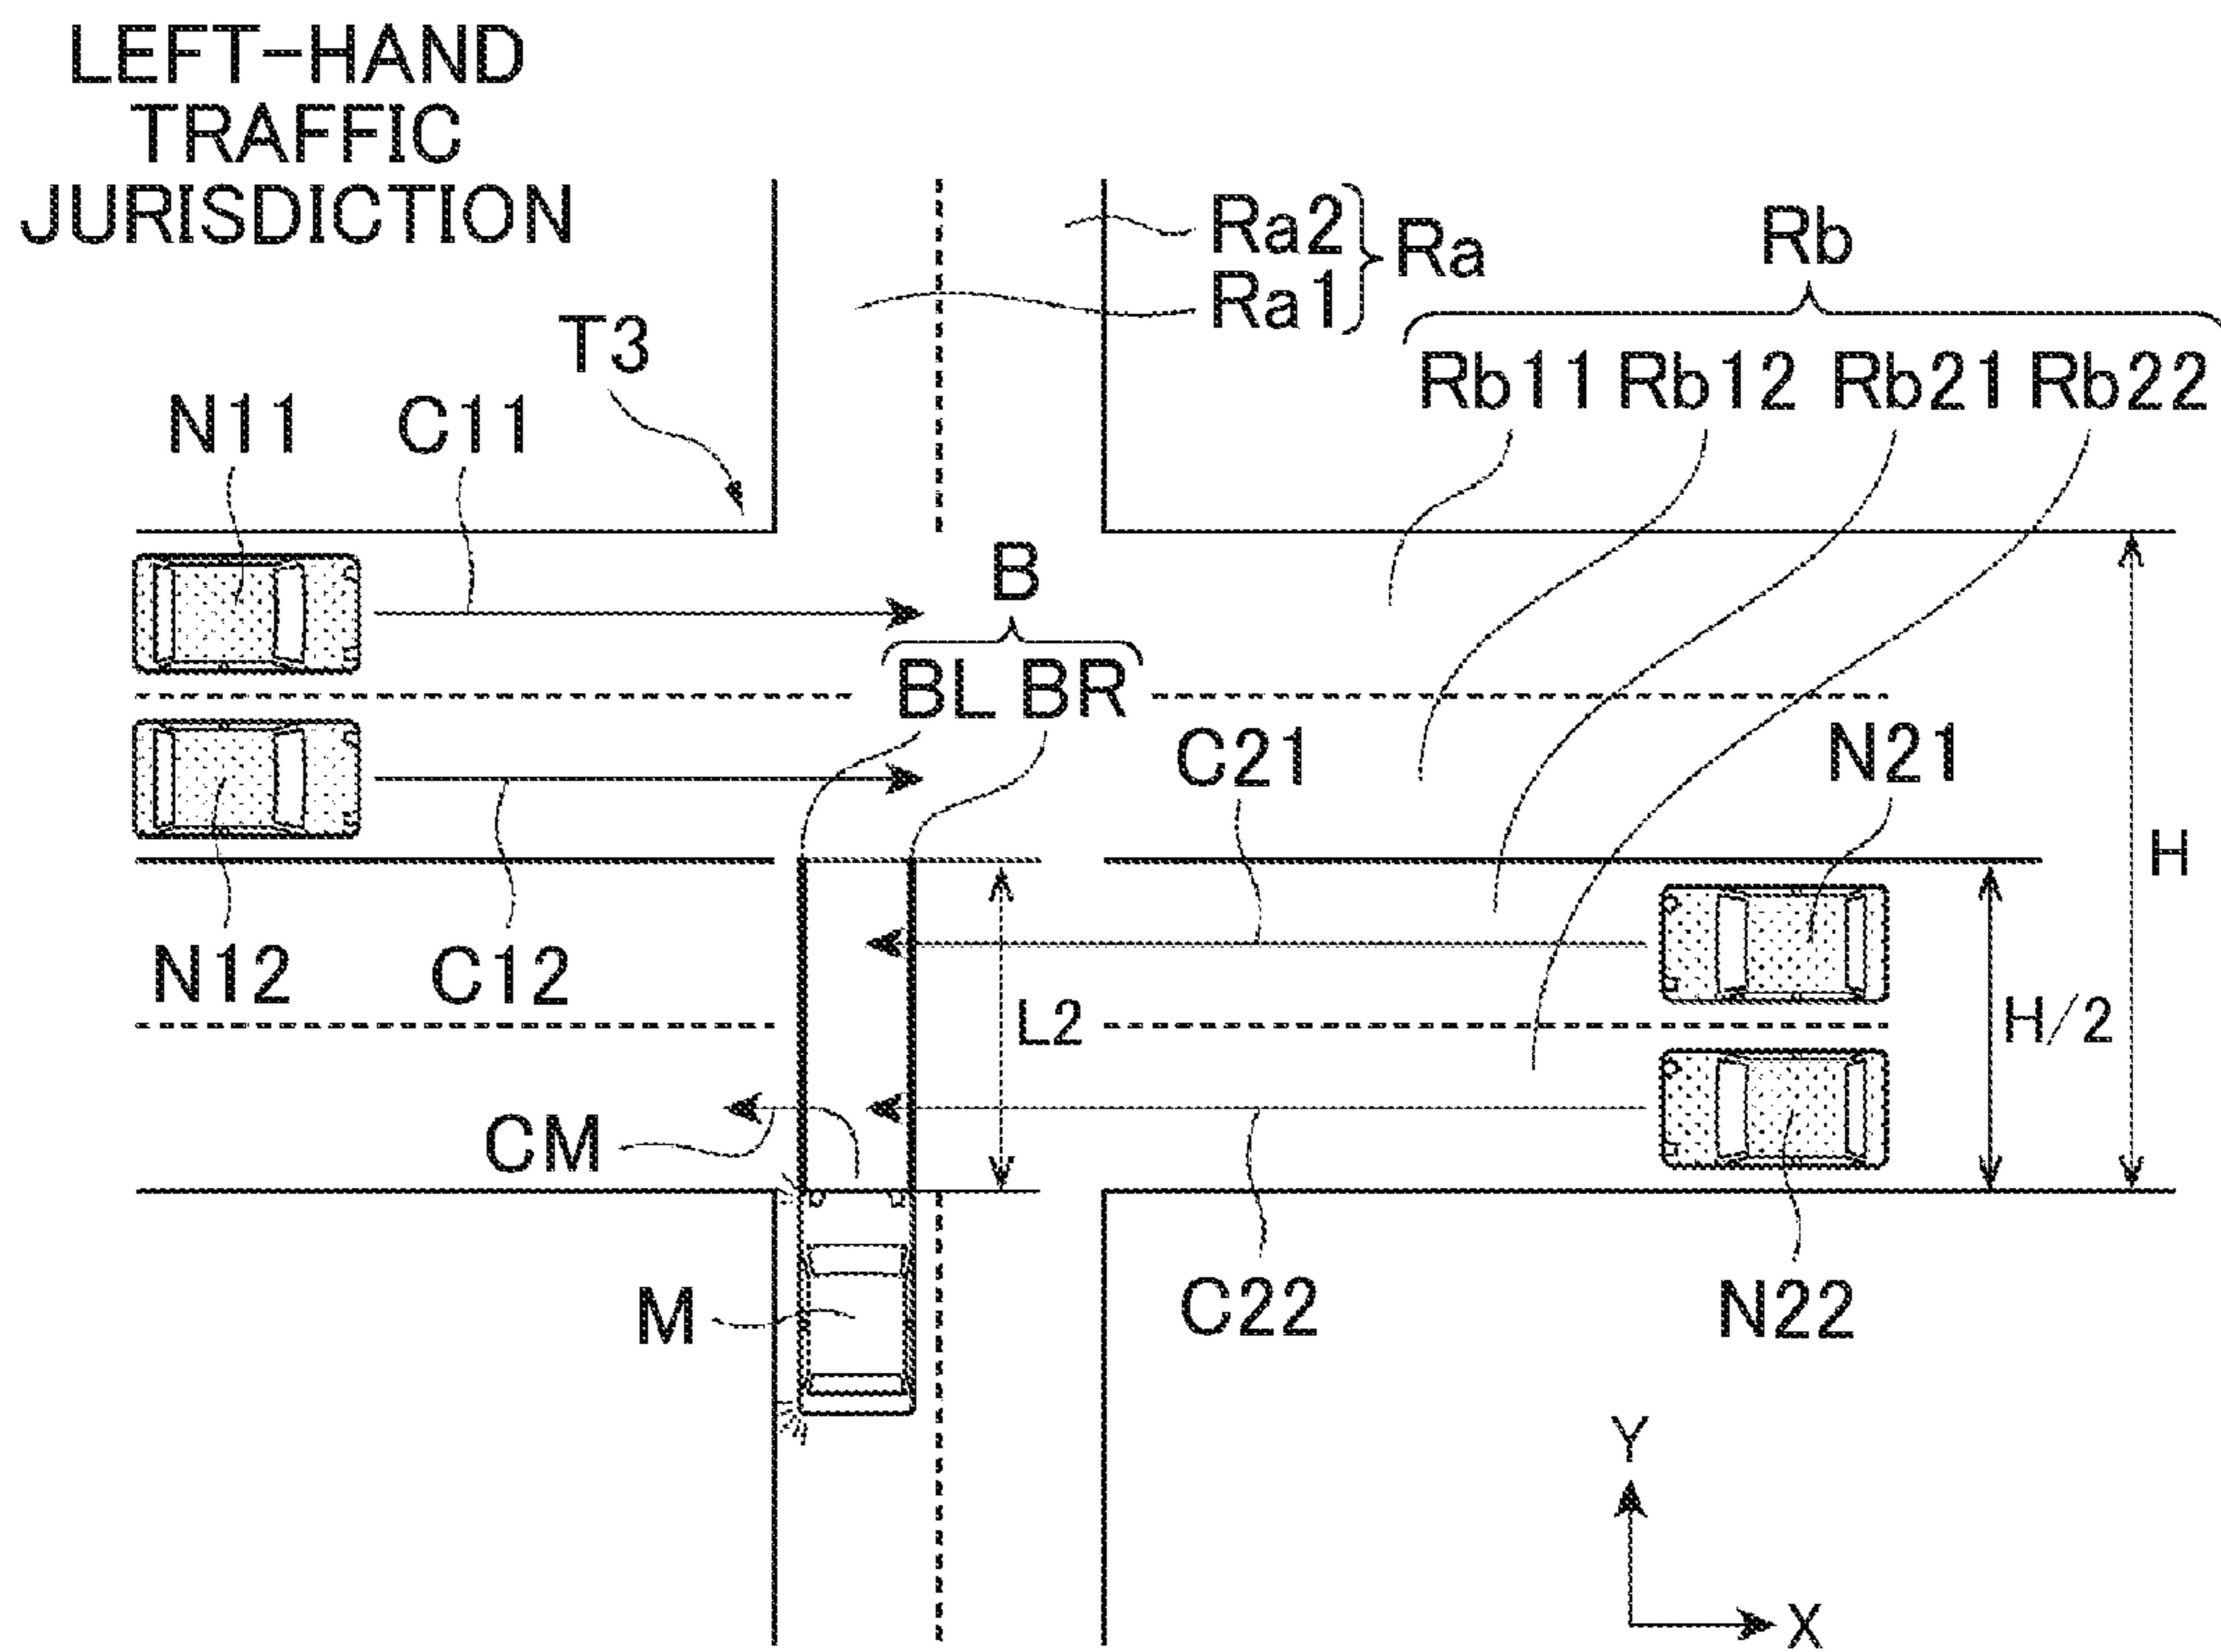 LEFT-HAND
TRAFFIC
JURISDICTION
Ra2
Ra1
Ra
Rb
Rb11 Rb12 Rb21 Rb22
T3
N11
C11
B
BL BR
C21
N21
H
N12
C12
L2
H/2
CM
M
C22
N22
Y
X